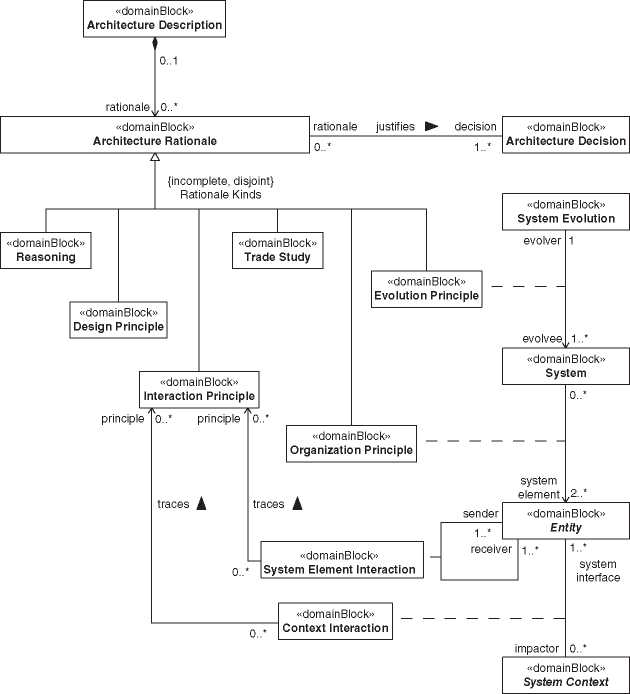 «domainBlock»
Architecture Description
0..1
rationale
0..*
«domainBlock»
Architecture Rationale
rationale
justifies
decision
0..*
1..*
«domainBlock»
Architecture Decision
{incomplete, disjoint}
Rationale Kinds
«domainBlock»
System Evolution
evolver
1
«domainBlock»
Reasoning
«domainBlock»
Trade Study
«domainBlock»
Evolution Principle
«domainBlock»
Design Principle
evolvee
1..*
«domainBlock»
System
0..*
«domainBlock»
Interaction Principle
principle
0..*
principle
0..*
«domainBlock»
Organization Principle
system
element
2..*
traces
traces
sender
1..*
receiver
1..*
«domainBlock»
Entity
1..*
system
interface
«domainBlock»
System Element Interaction
0..*
«domainBlock»
Context Interaction
0..*
impactor
0..*
«domainBlock»
System Context